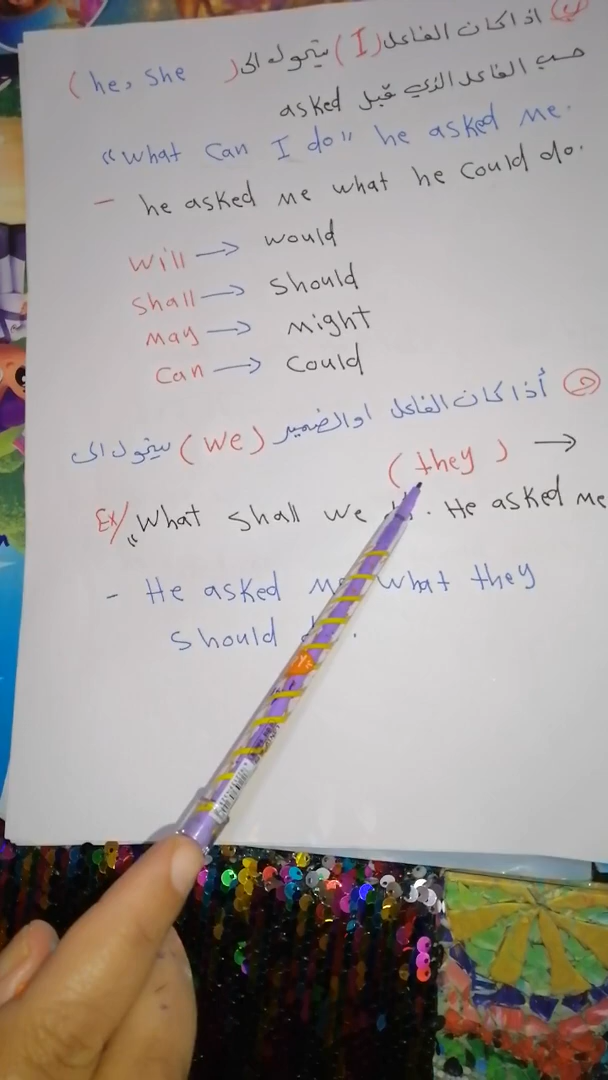 ب) اذا كان الفاعل (I) يتحول الى ( he, she )
حسب الفاعل الذي قبل asked
"What can I do" he asked me.
- he asked me what he could do.
will → would
shall → should
may → might
can → could
ج) أذا كان الفاعل او الضمير (we) سيتحول الى
( they ) →
Ex/ "What shall we . He asked me
- He asked what they
should